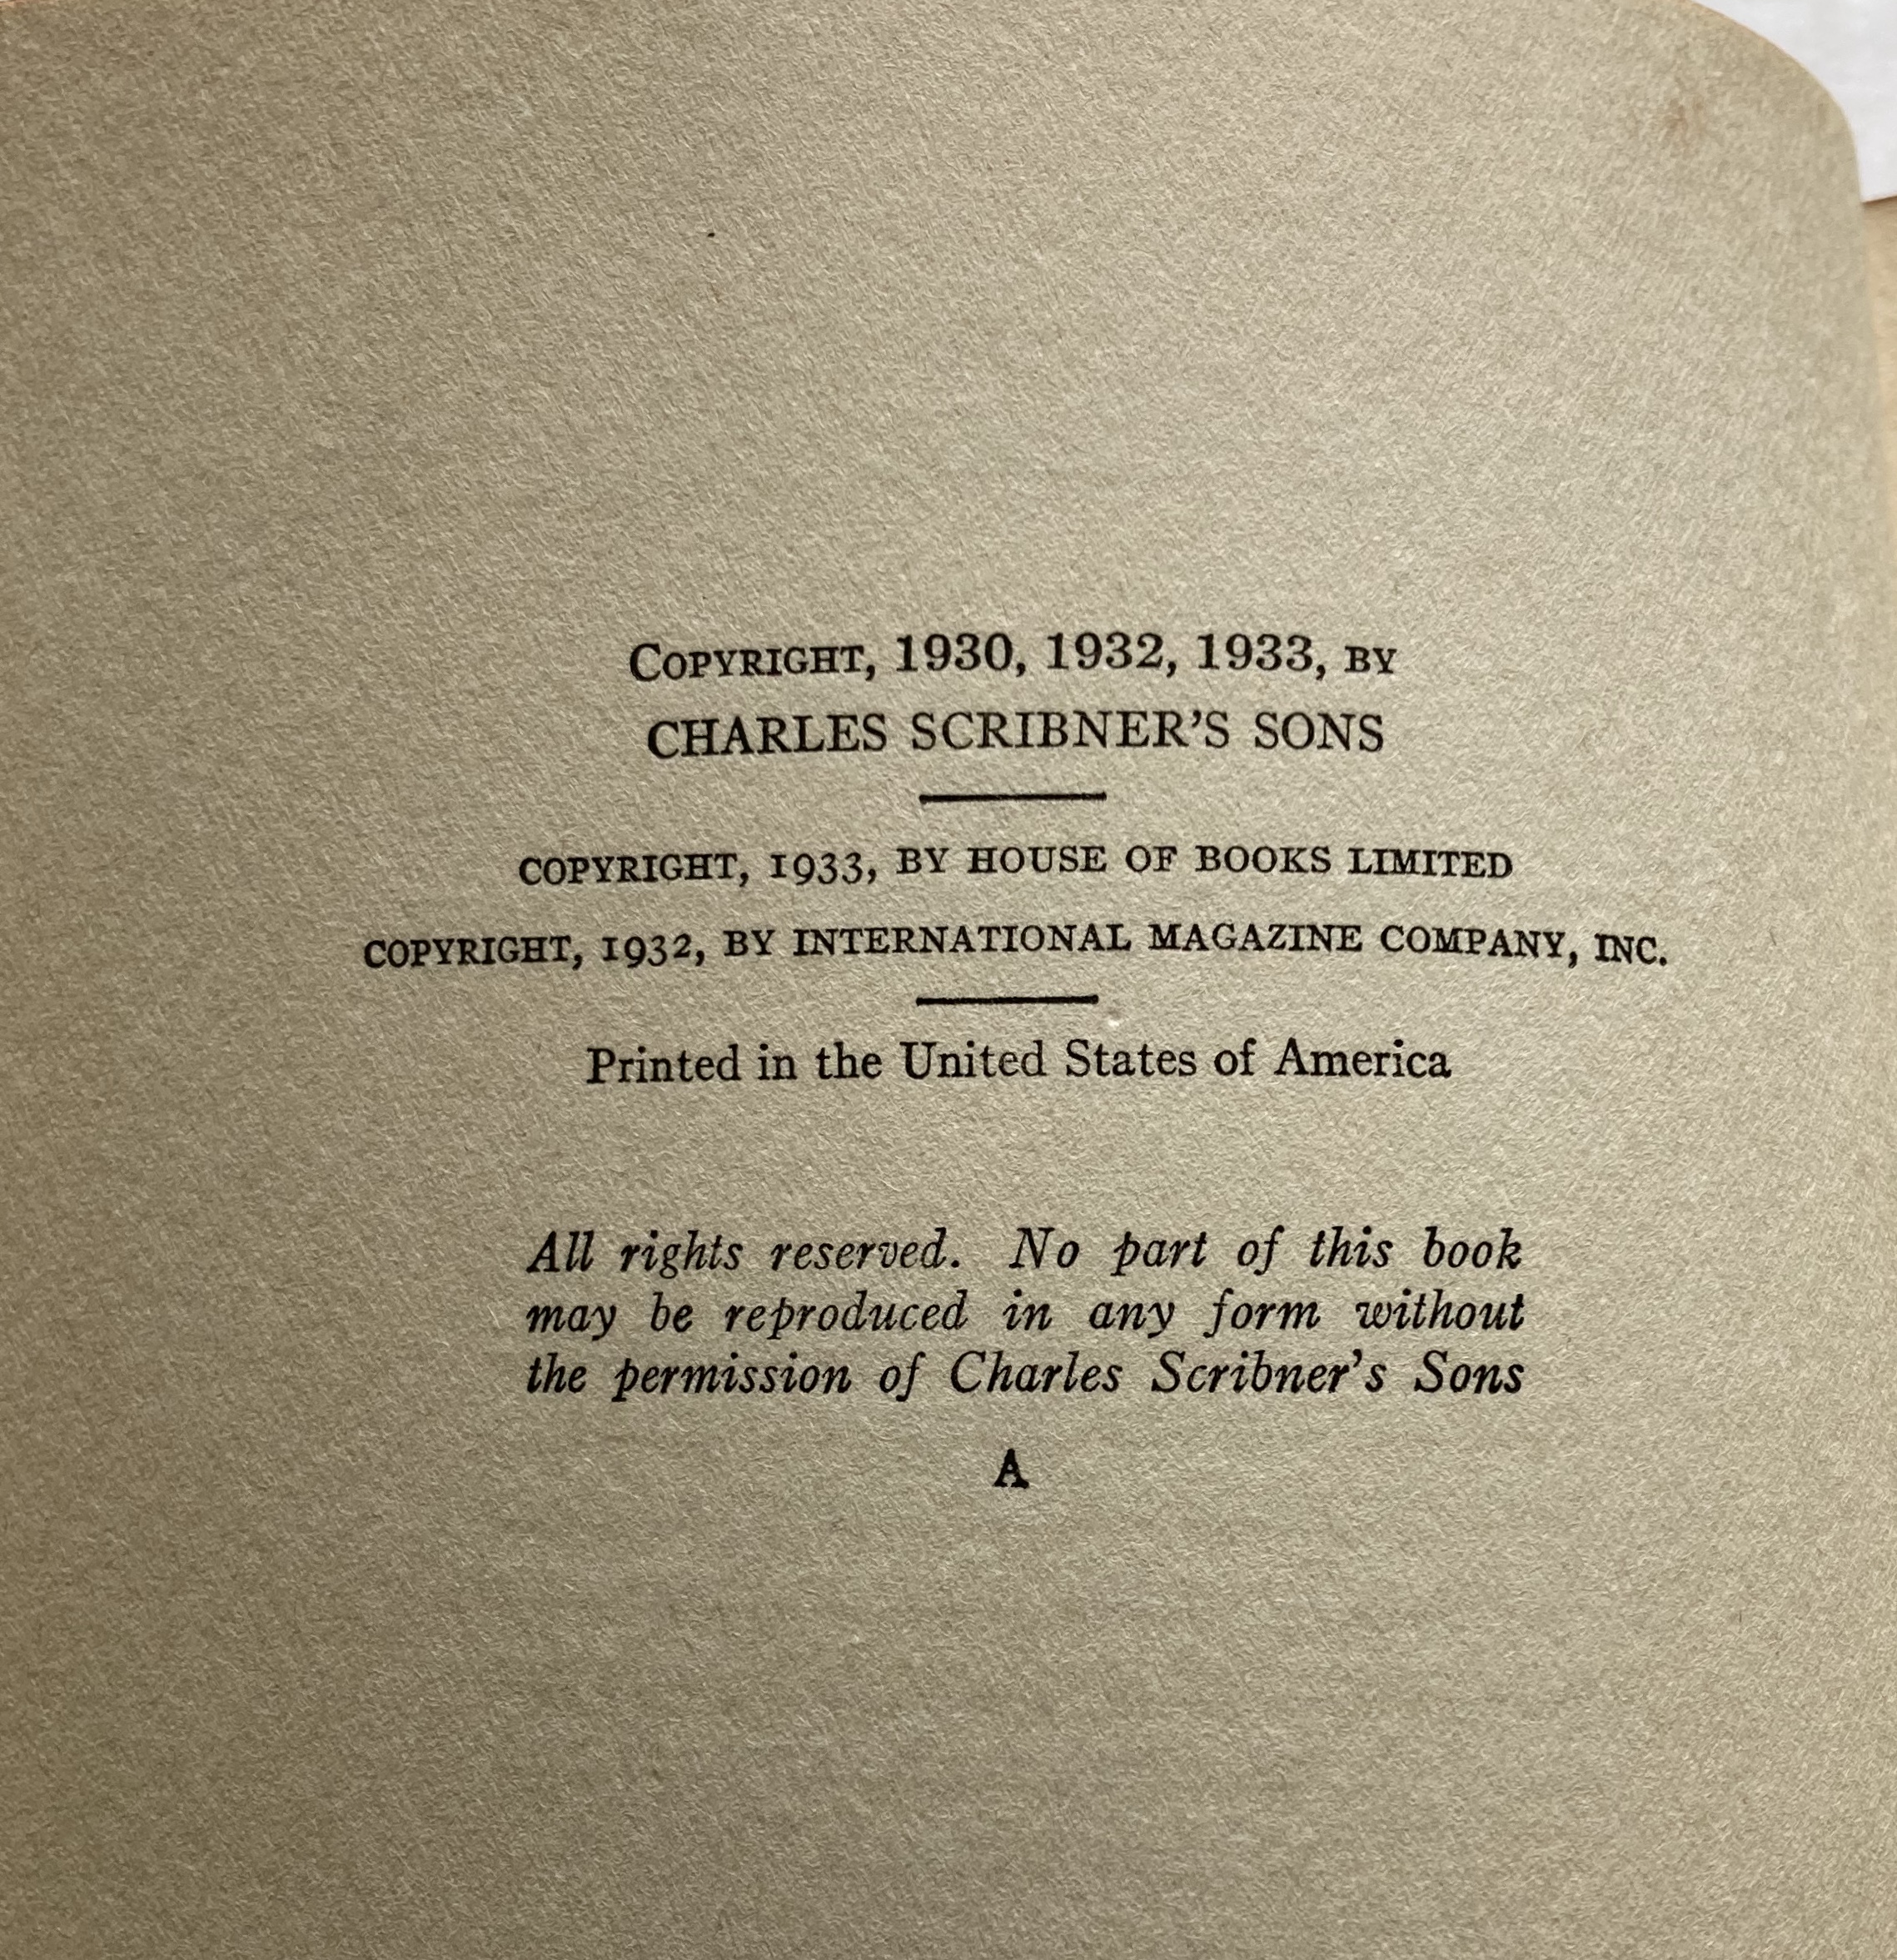 Copyright, 1930, 1932, 1933, by
CHARLES SCRIBNER'S SONS
COPYRIGHT, 1933, BY HOUSE OF BOOKS LIMITED
COPYRIGHT, 1932, BY INTERNATIONAL MAGAZINE COMPANY, INC.
Printed in the United States of America
All rights reserved. No part of this book
may be reproduced in any form without
the permission of Charles Scribner's Sons
A